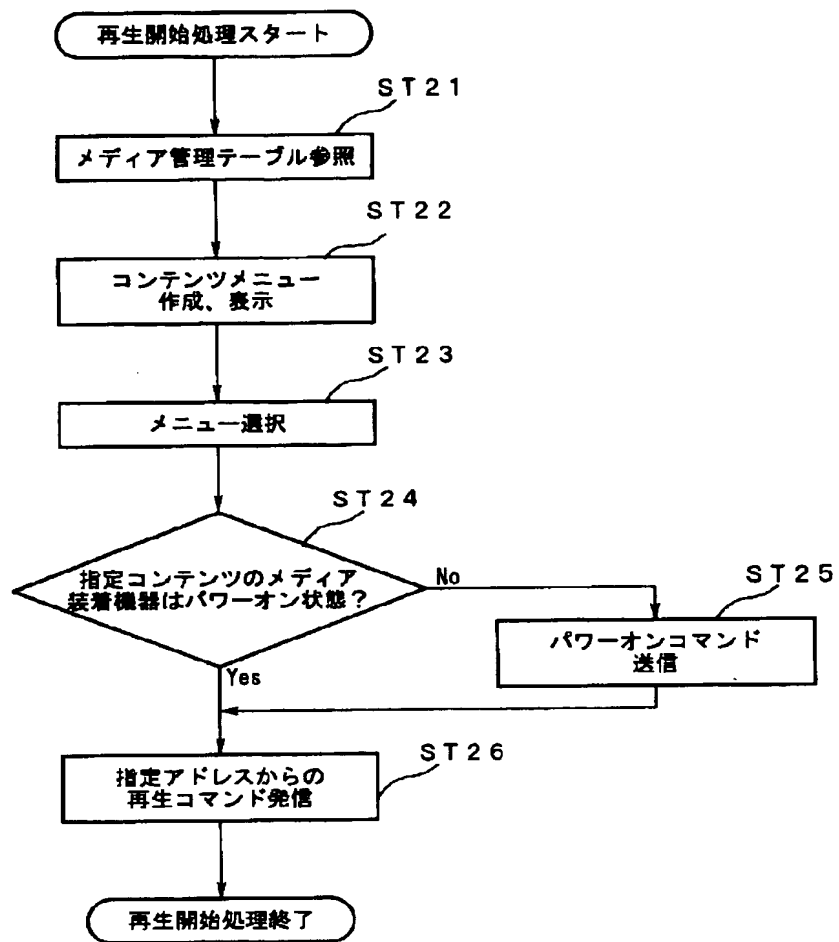 再生開始処理スタート
ST21
メディア管理テーブル参照
ST22
コンテンツメニュー
作成、表示
ST23
メニュー選択
ST24
指定コンテンツのメディア
装着機器はパワーオン状態？
No
ST25
パワーオンコマンド
送信
Yes
ST26
指定アドレスからの
再生コマンド発信
再生開始処理終了